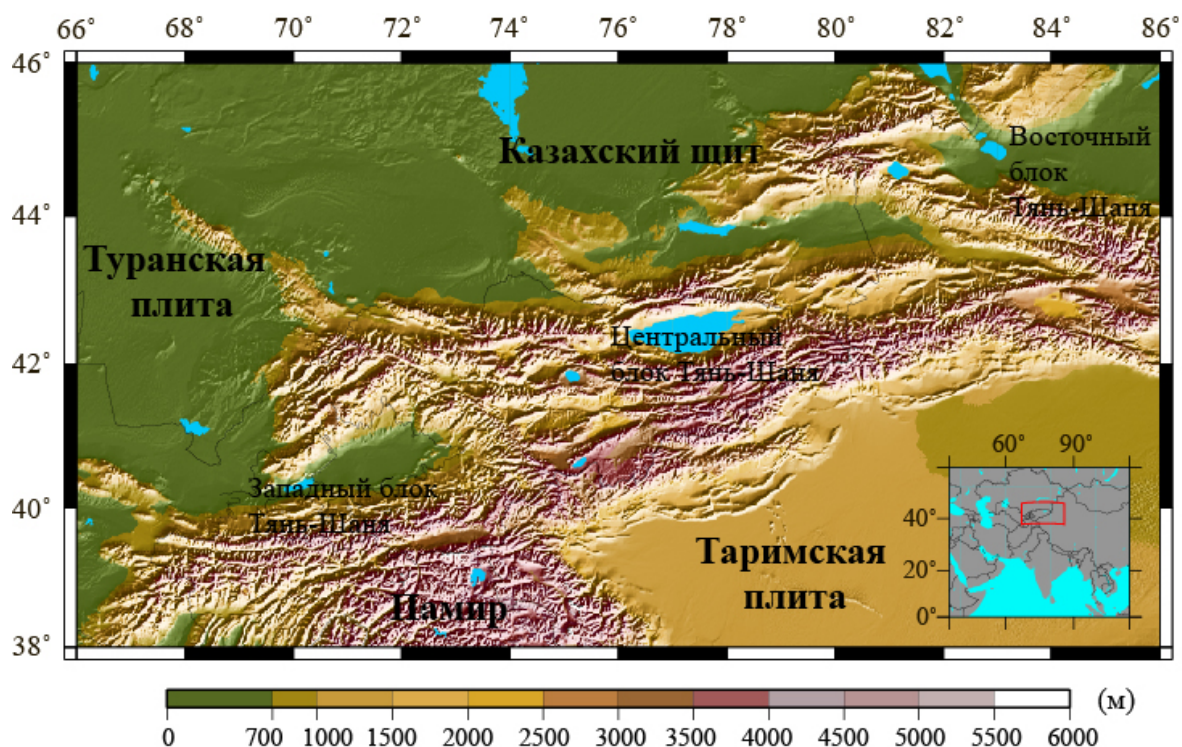 66˚ 68˚ 70˚ 72˚ 74˚ 76˚ 78˚ 80˚ 82˚ 84˚ 86˚
46˚
Восточный
блок
Тянь-Шаня
Казахский щит
44˚
Туранская
плита
Центральный
блок Тянь-Шаня
42˚
60˚ 90˚
Западный блок
Тянь-Шаня
40˚
40˚
Таримская
плита
20˚
Памир
0˚
38˚
(м)
0 700 1000 1500 2000 2500 3000 3500 4000 4500 5000 5500 6000